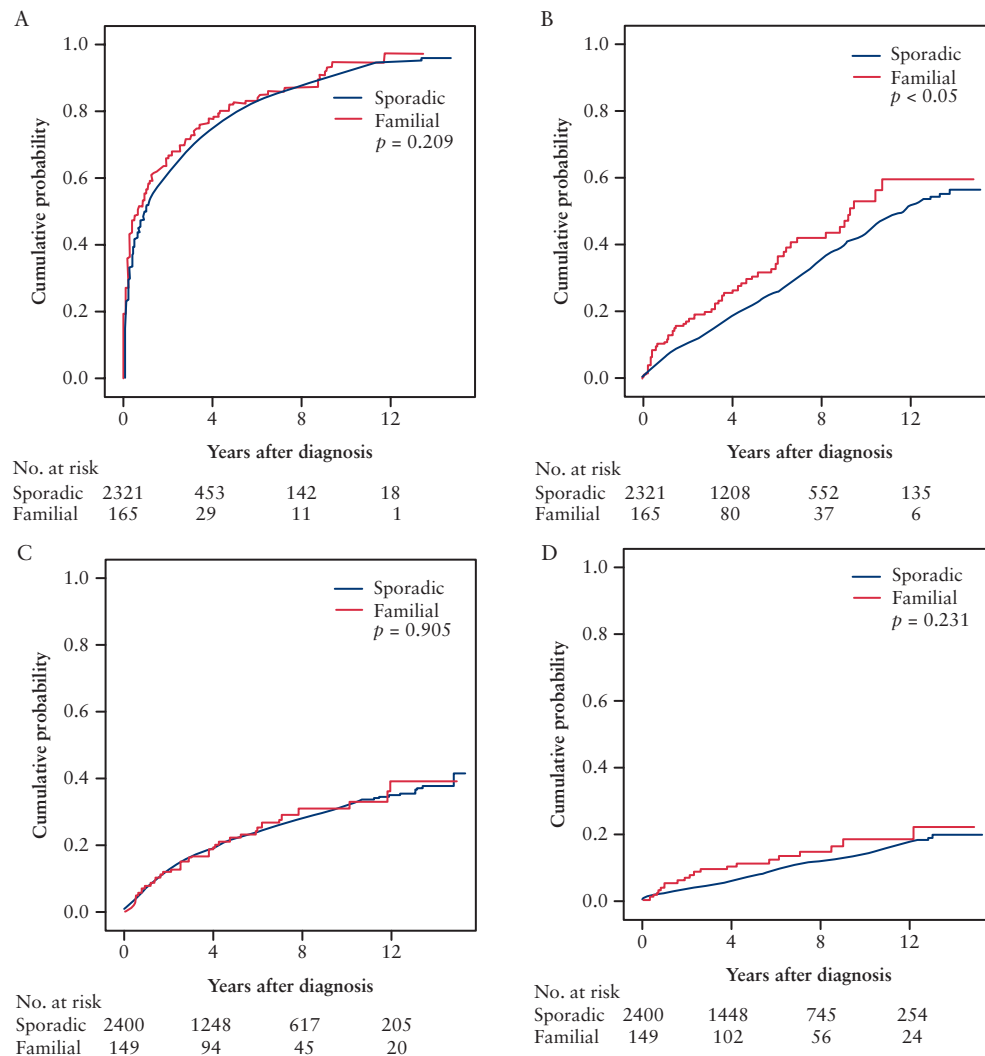 A
Cumulative probability
1.0
0.8
0.6
0.4
0.2
0.0
Sporadic
Familial
p = 0.209
0 4 8 12
Years after diagnosis
No. at risk
Sporadic 2321 453 142 18
Familial 165 29 11 1
B
Cumulative probability
1.0
0.8
0.6
0.4
0.2
0.0
Sporadic
Familial
p < 0.05
0 4 8 12
Years after diagnosis
No. at risk
Sporadic 2321 1208 552 135
Familial 165 80 37 6
C
Cumulative probability
1.0
0.8
0.6
0.4
0.2
0.0
Sporadic
Familial
p = 0.905
0 4 8 12
Years after diagnosis
No. at risk
Sporadic 2400 1248 617 205
Familial 149 94 45 20
D
Cumulative probability
1.0
0.8
0.6
0.4
0.2
0.0
Sporadic
Familial
p = 0.231
0 4 8 12
Years after diagnosis
No. at risk
Sporadic 2400 1448 745 254
Familial 149 102 56 24